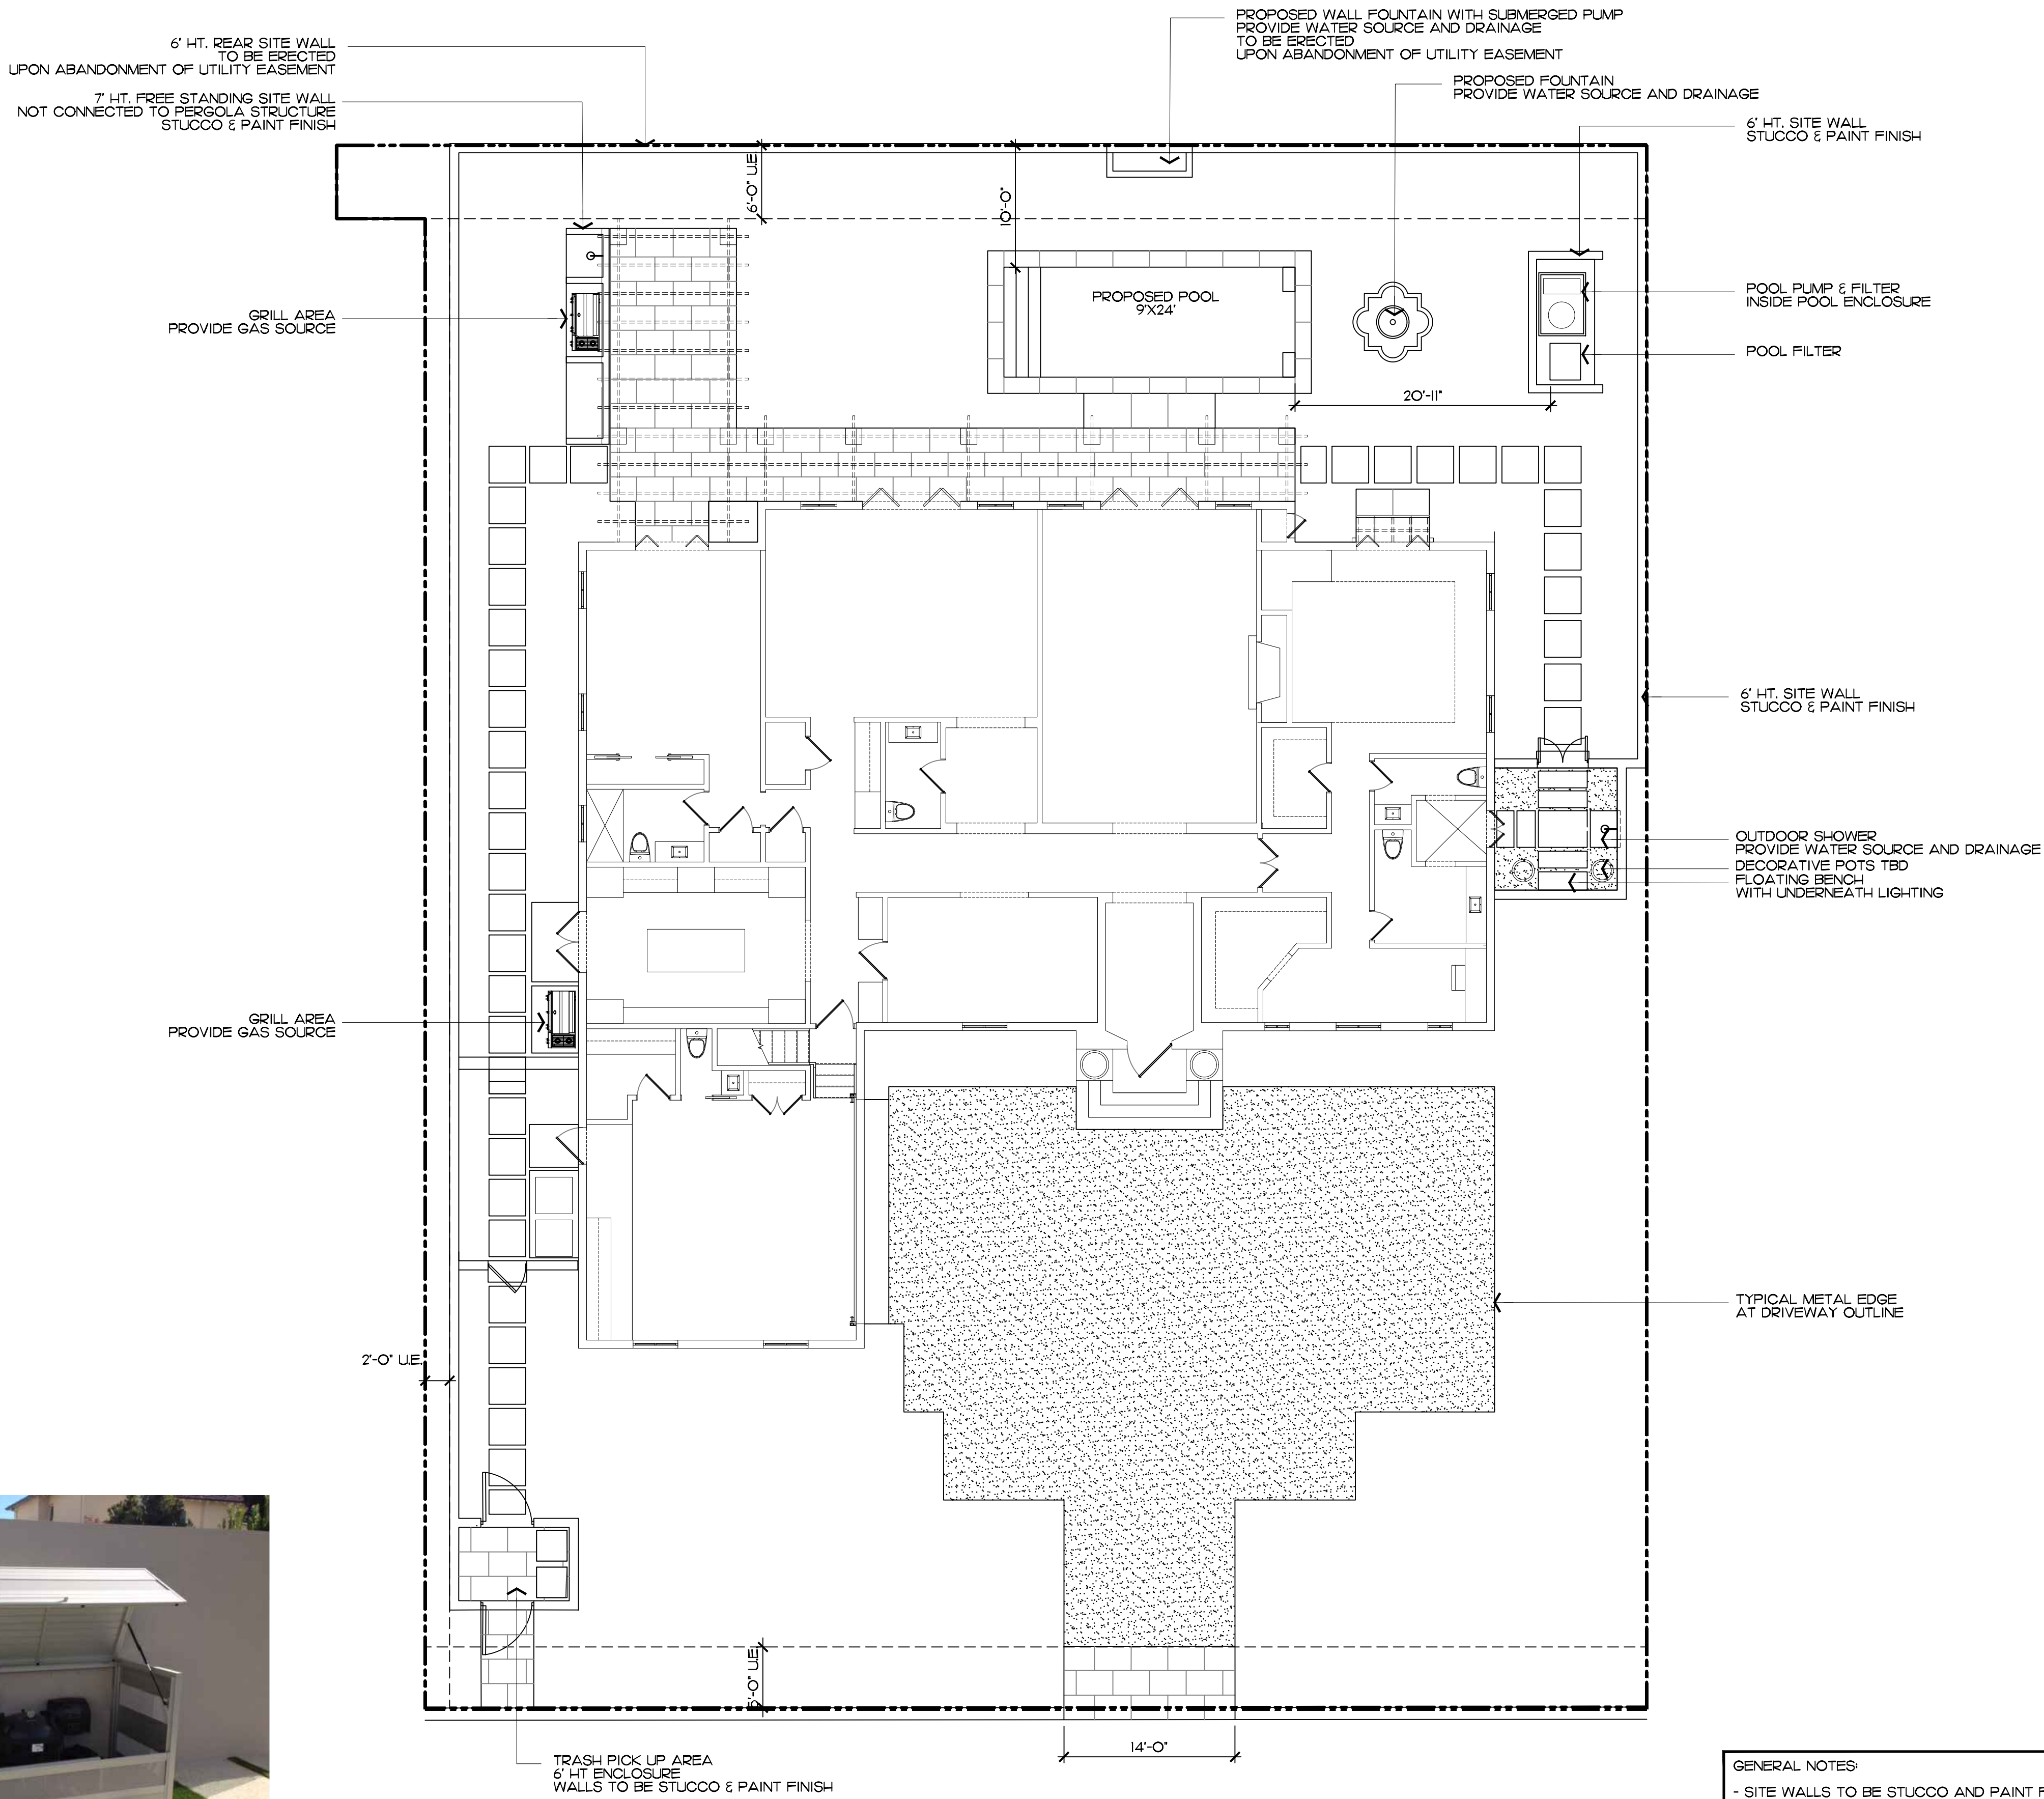 PROPOSED WALL FOUNTAIN WITH SUBMERGED PUMP
PROVIDE WATER SOURCE AND DRAINAGE
TO BE ERECTED
UPON ABANDONMENT OF UTILITY EASEMENT
6' HT. REAR SITE WALL
TO BE ERECTED
UPON ABANDONMENT OF UTILITY EASEMENT
PROPOSED FOUNTAIN
PROVIDE WATER SOURCE AND DRAINAGE
7' HT. FREE STANDING SITE WALL
NOT CONNECTED TO PERGOLA STRUCTURE
STUCCO & PAINT FINISH
6' HT. SITE WALL
STUCCO & PAINT FINISH
6'-0" U.E.
10'-0"
GRILL AREA
PROVIDE GAS SOURCE
PROPOSED POOL
9'X24'
POOL PUMP & FILTER
INSIDE POOL ENCLOSURE
POOL FILTER
20'-11"
6' HT. SITE WALL
STUCCO & PAINT FINISH
OUTDOOR SHOWER
PROVIDE WATER SOURCE AND DRAINAGE
DECORATIVE POTS TBD
FLOATING BENCH
WITH UNDERNEATH LIGHTING
GRILL AREA
PROVIDE GAS SOURCE
TYPICAL METAL EDGE
AT DRIVEWAY OUTLINE
2'-0" U.E.
U.E.
14'-0"
TRASH PICK UP AREA
6' HT ENCLOSURE
WALLS TO BE STUCCO & PAINT FINISH
GENERAL NOTES:
- SITE WALLS TO BE STUCCO AND PAINT